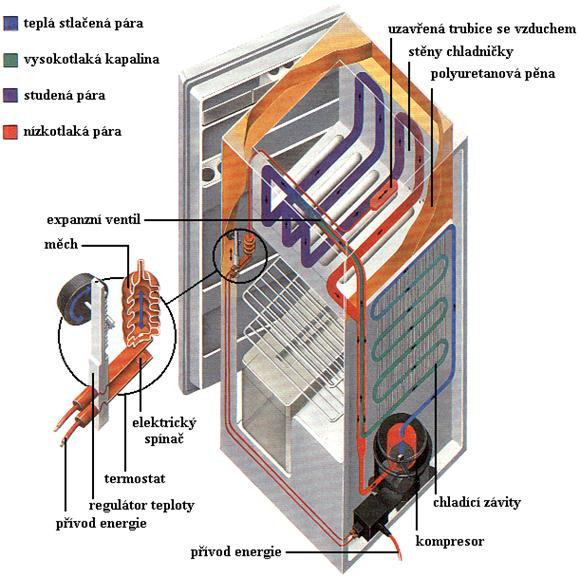 teplá stlačená pára
vysokotlaká kapalina
studená pára
nízkotlaká pára
uzavřená trubice se vzduchem
stěny chladničky
polyuretanová pěna
expanzní ventil
měch
elektrický
spínač
termostat
regulátor teploty
přívod energie
přívod energie
chladící závity
kompresor